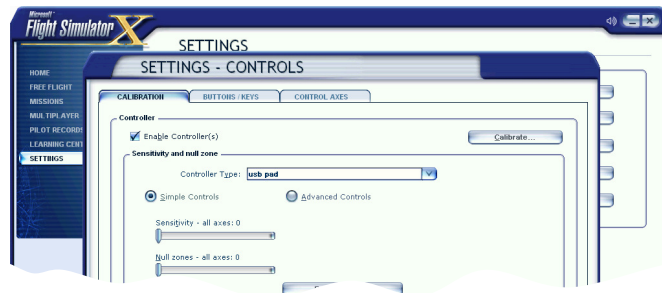 Microsoft
Flight Simulator X
SETTINGS
SETTINGS - CONTROLS
HOME
FREE FLIGHT
MISSIONS
MULTIPLAYER
PILOT RECORDS
LEARNING CENT
SETTINGS
CALIBRATION
BUTTONS / KEYS
CONTROL AXES
Controller
Enable Controller(s)
Calibrate...
Sensitivity and null zone
Controller Type:
usb pad
Simple Controls
Advanced Controls
Sensitivity - all axes: 0
Null zones - all axes: 0